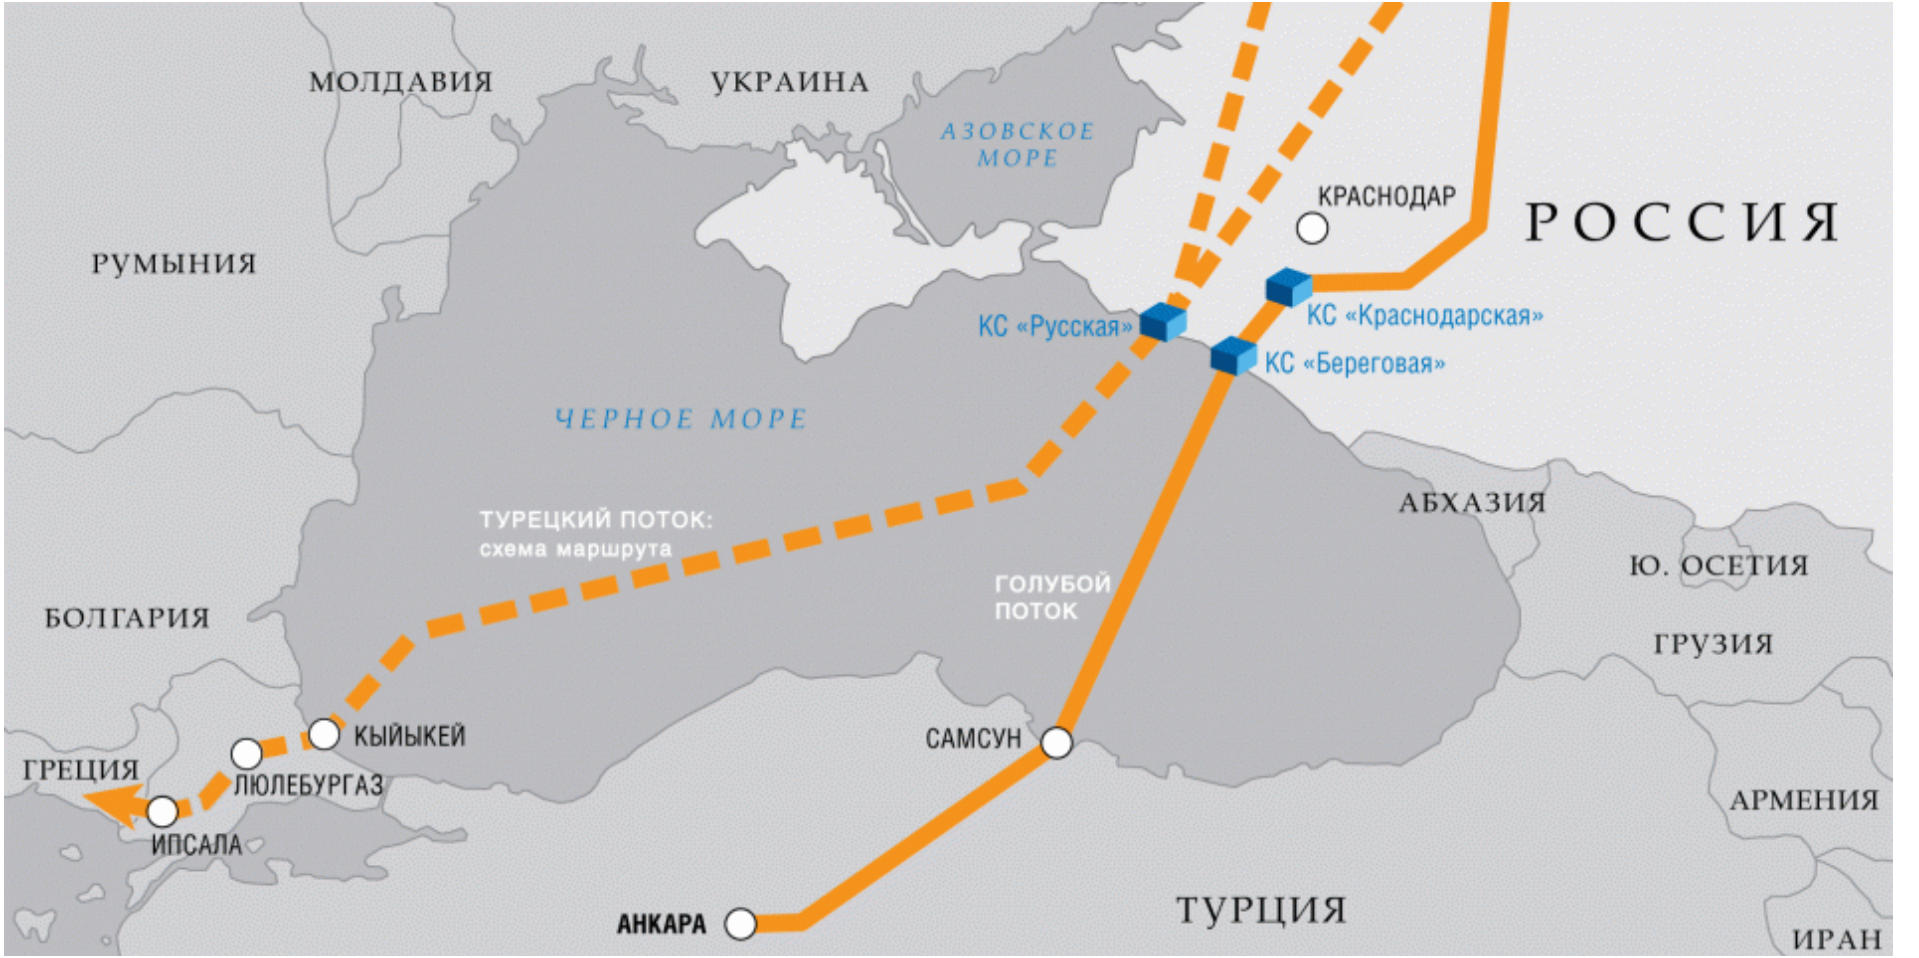 МОЛДАВИЯ
УКРАИНА
АЗОВСКОЕ
МОРЕ
КРАСНОДАР
РОССИЯ
РУМЫНИЯ
КС «Русская»
КС «Краснодарская»
КС «Береговая»
ЧЕРНОЕ МОРЕ
АБХАЗИЯ
ТУРЕЦКИЙ ПОТОК:
схема маршрута
Ю. ОСЕТИЯ
ГОЛУБОЙ
ПОТОК
БОЛГАРИЯ
ГРУЗИЯ
КЫЙЫКЕЙ
САМСУН
ГРЕЦИЯ
ЛЮЛЕБУРГАЗ
АРМЕНИЯ
ИПСАЛА
АНКАРА
ТУРЦИЯ
ИРАН